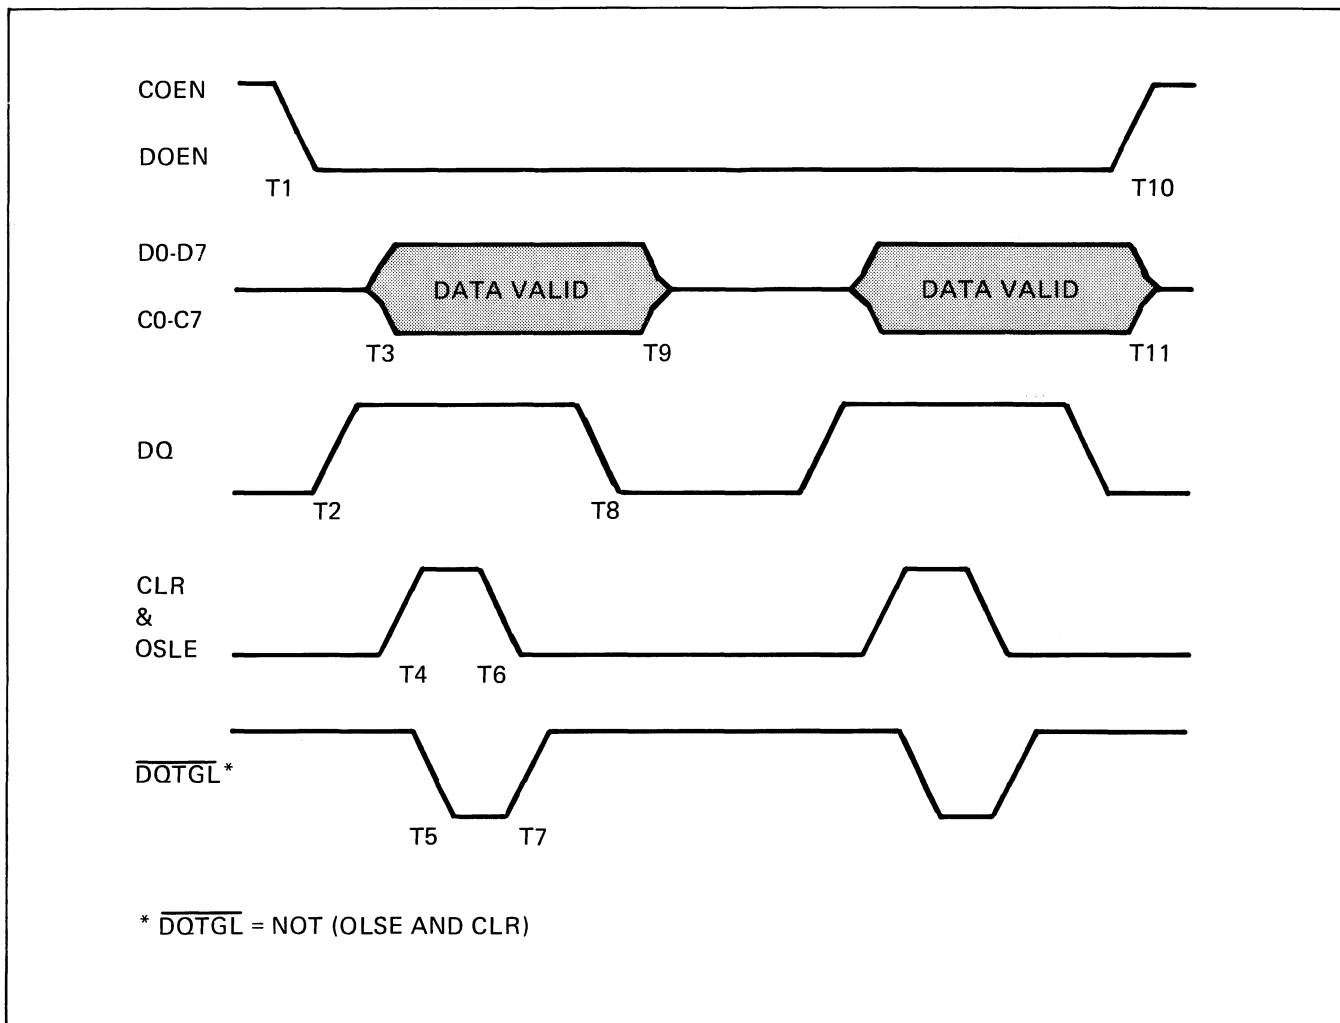 COEN
DOEN
T1
T10
D0-D7
DATA VALID
DATA VALID
C0-C7
T3
T9
T11
DQ
T2
T8
CLR
&
OSLE
T4
T6
DQTGL*
T5
T7
* DQTGL = NOT (OLSE AND CLR)